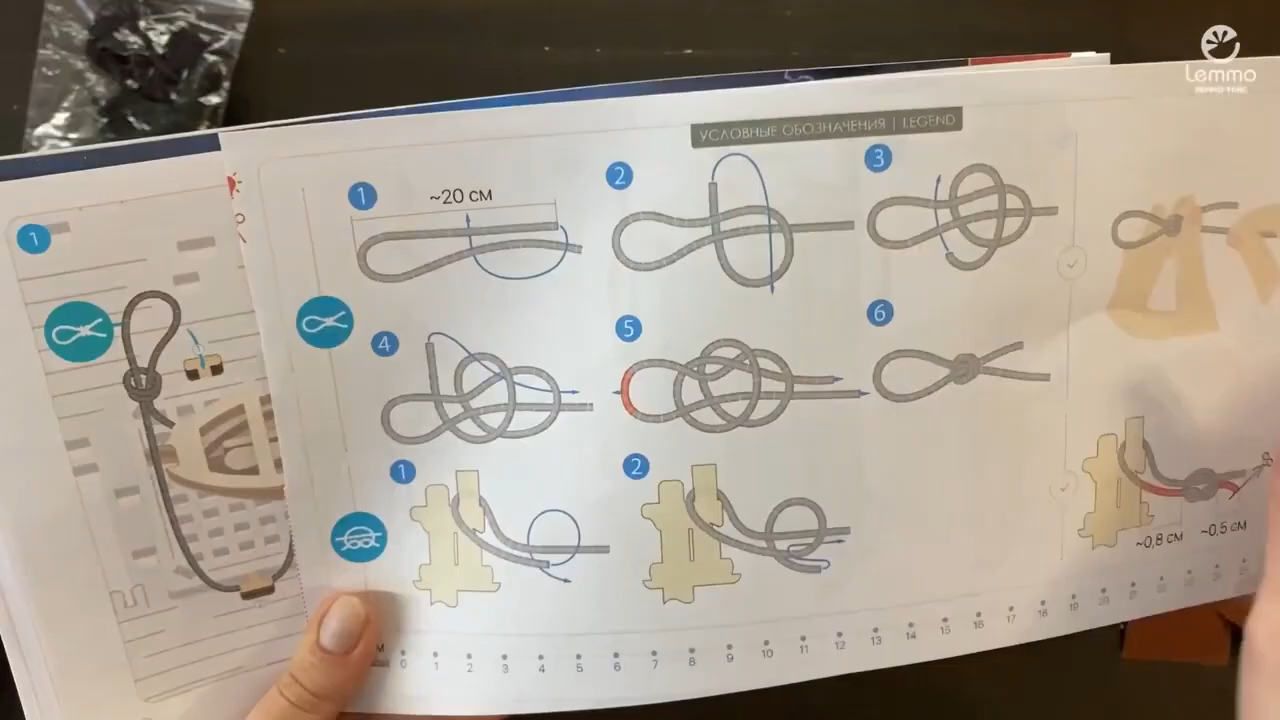 Lemmo
УСЛОВНЫЕ ОБОЗНАЧЕНИЯ | LEGEND
1
1
~20 СМ
2
3
4
5
6
1
2
~0,8 СМ
~0,5 СМ
0 1 2 3 4 5 6 7 8 9 10 11 12 13 14 15 16 17 18 19 20 21